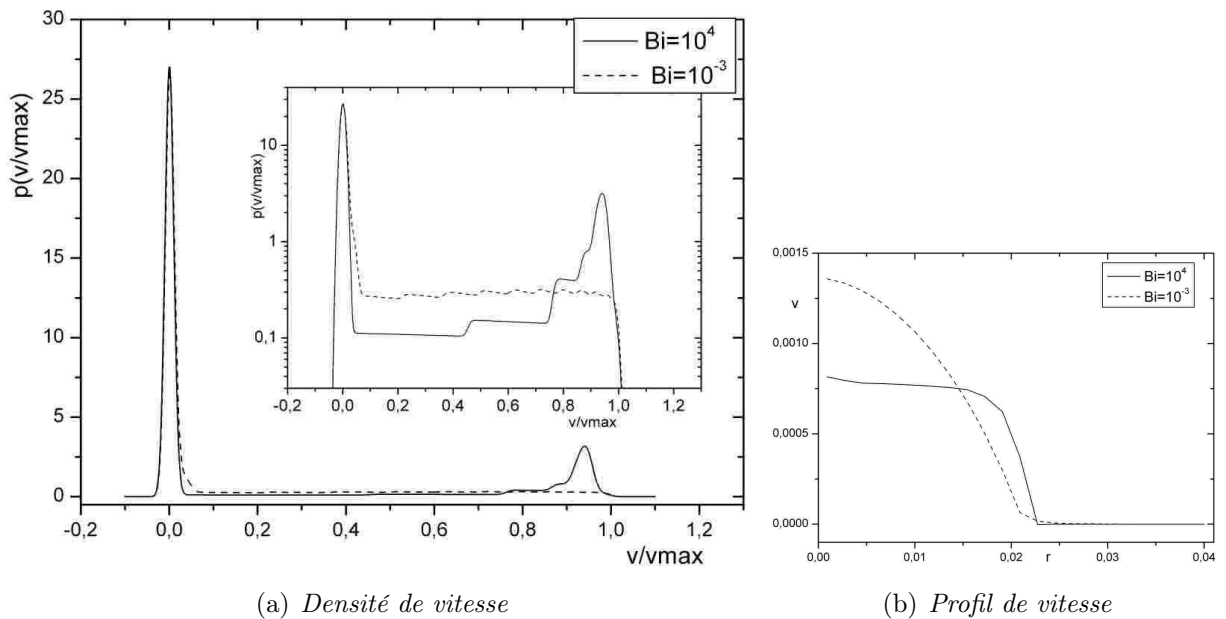 30
25
20
15
10
5
0
p(v/vmax)
-0,2
0,0
0,2
0,4
0,6
0,8
1,0
1,2
v/vmax
Bi=10⁴
Bi=10⁻³
10
1
0,1
p(v/vmax)
-0,2
0,0
0,2
0,4
0,6
0,8
1,0
1,2
v/vmax
(a) Densité de vitesse
0,0015
0,0010
0,0005
0,0000
v
Bi=10⁴
Bi=10⁻³
0,00
0,01
0,02
r
0,03
0,04
(b) Profil de vitesse